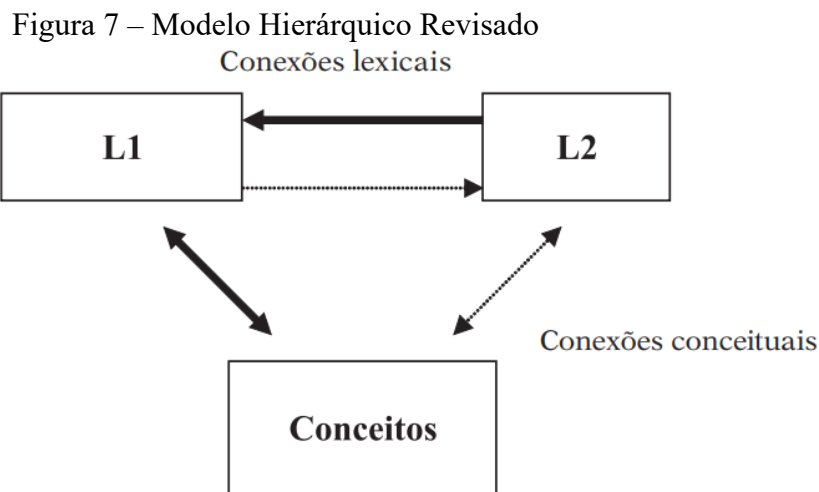 Figura 7 – Modelo Hierárquico Revisado
Conexões lexicais
L1
L2
Conexões conceituais
Conceitos